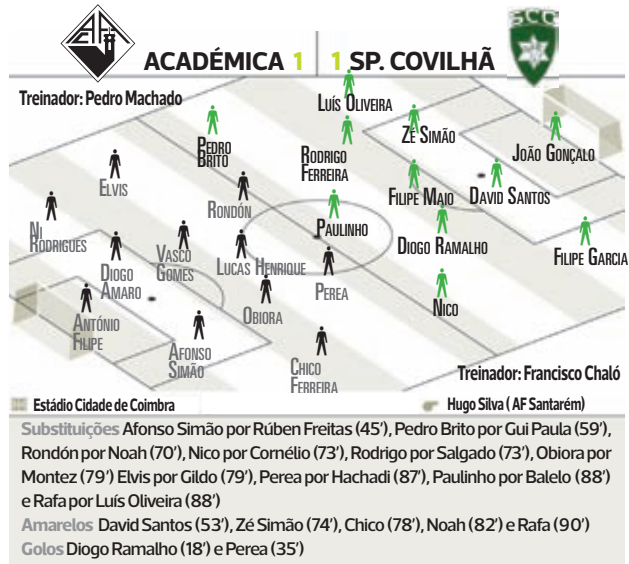 ACADÉMICA 1 1 SP. COVILHÃ
SCC
Treinador: Pedro Machado
LUÍS OLIVEIRA
PEDRO
BRITO
RODRIGO
FERREIRA
ZÉ SIMÃO
JOÃO GONÇALO
ELVIS
RONDÓN
FILIPE MAIO
DAVID SANTOS
NI
RODRIGUES
PAULINHO
DIOGO RAMALHO
FILIPE GARCIA
DIOGO
AMARO
VASCO
GOMES
LUCAS HENRIQUE
PEREA
NICO
ANTÓNIO
FILIPE
OBIORA
AFONSO
SIMÃO
CHICO
FERREIRA
Treinador: Francisco Chaló
Estádio Cidade de Coimbra
Hugo Silva ( AF Santarém)
Substituições Afonso Simão por Rúben Freitas (45’), Pedro Brito por Gui Paula (59’),
Rondón por Noah (70’), Nico por Cornélio (73’), Rodrigo por Salgado (73’), Obiora por
Montez (79’) Elvis por Gildo (79’), Perea por Hachadi (87’), Paulinho por Balelo (88’)
e Rafa por Luís Oliveira (88’)
Amarelos David Santos (53’), Zé Simão (74’), Chico (78’), Noah (82’) e Rafa (90’)
Golos Diogo Ramalho (18’) e Perea (35’)